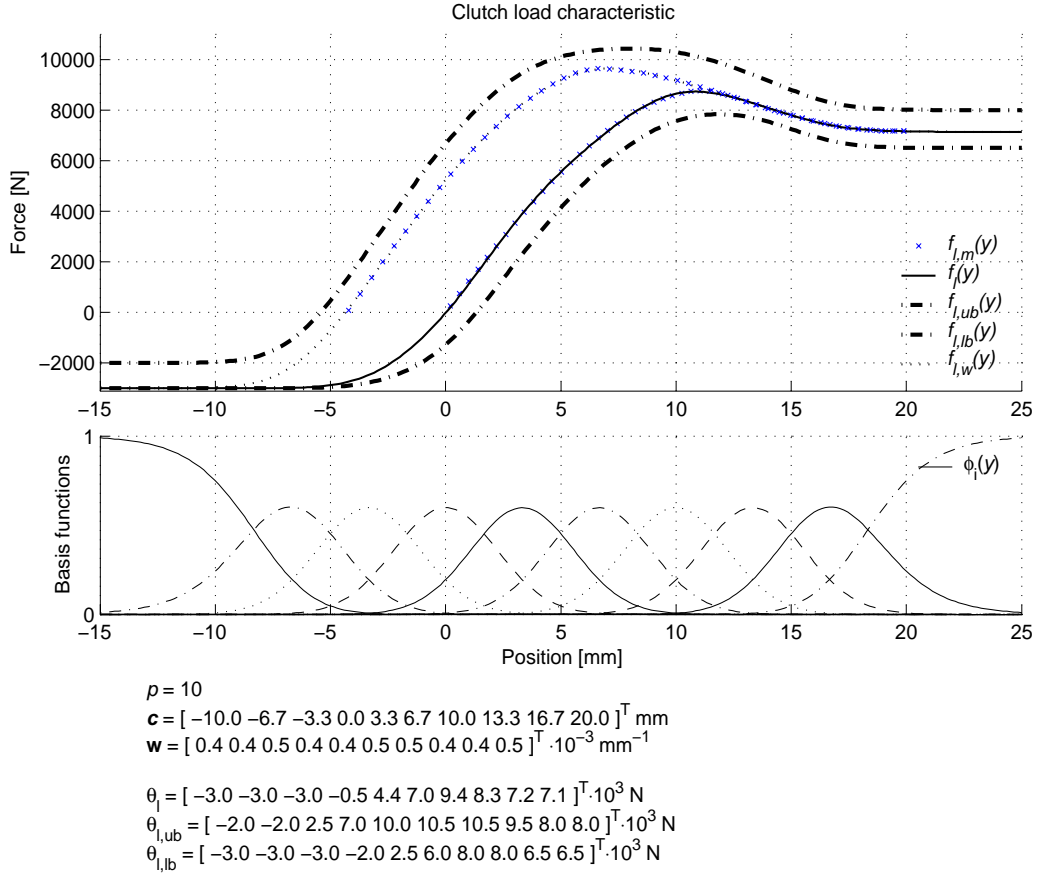 Clutch load characteristic
Force [N]
10000
8000
6000
4000
2000
0
−2000
f_{l,m}(y)
f_l(y)
f_{l,ub}(y)
f_{l,lb}(y)
f_{l,w}(y)
−15 −10 −5 0 5 10 15 20 25
Basis functions
1
0
ϕ_i(y)
−15 −10 −5 0 5 10 15 20 25
Position [mm]
p = 10
c = [ −10.0 −6.7 −3.3 0.0 3.3 6.7 10.0 13.3 16.7 20.0 ]^T mm
w = [ 0.4 0.4 0.5 0.4 0.4 0.5 0.5 0.4 0.4 0.5 ]^T ·10^{−3} mm^{−1}
θ_l = [ −3.0 −3.0 −3.0 −0.5 4.4 7.0 9.4 8.3 7.2 7.1 ]^T·10^3 N
θ_{l,ub} = [ −2.0 −2.0 2.5 7.0 10.0 10.5 10.5 9.5 8.0 8.0 ]^T·10^3 N
θ_{l,lb} = [ −3.0 −3.0 −3.0 −2.0 2.5 6.0 8.0 8.0 6.5 6.5 ]^T·10^3 N